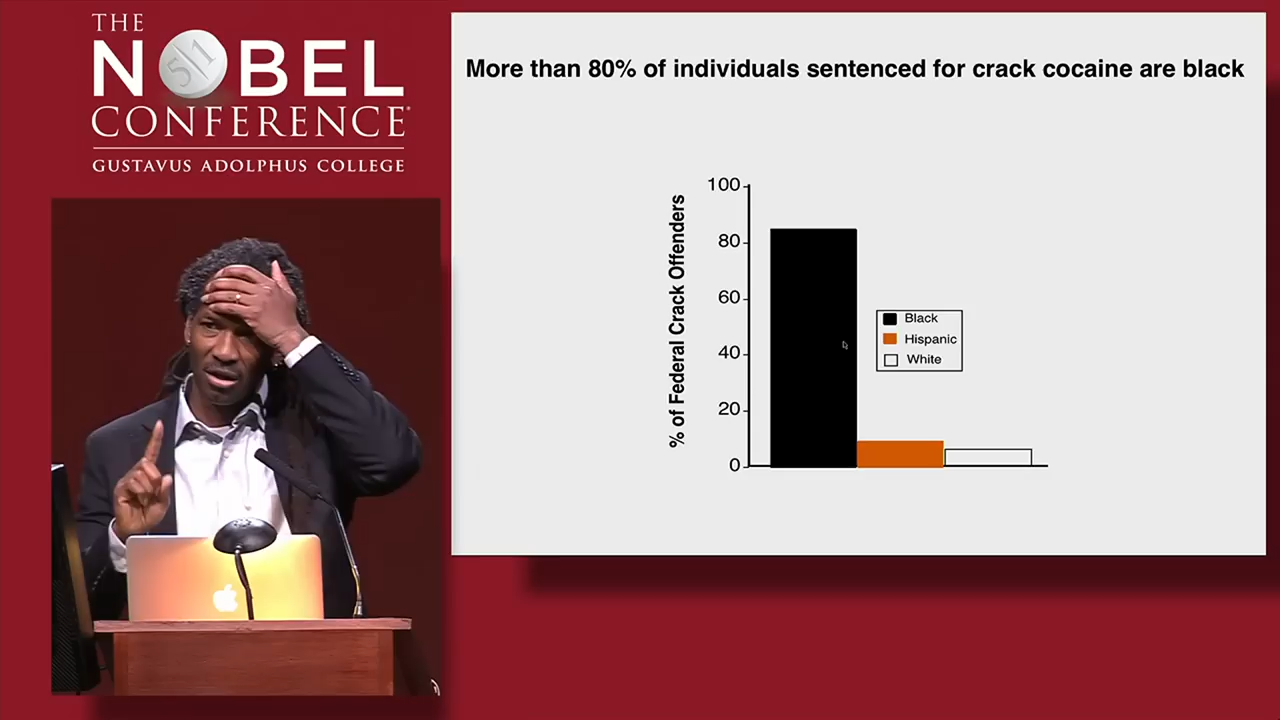 THE
NOBEL
51
CONFERENCE®
GUSTAVUS ADOLPHUS COLLEGE
More than 80% of individuals sentenced for crack cocaine are black
% of Federal Crack Offenders
100
80
60
40
20
0
Black
Hispanic
White